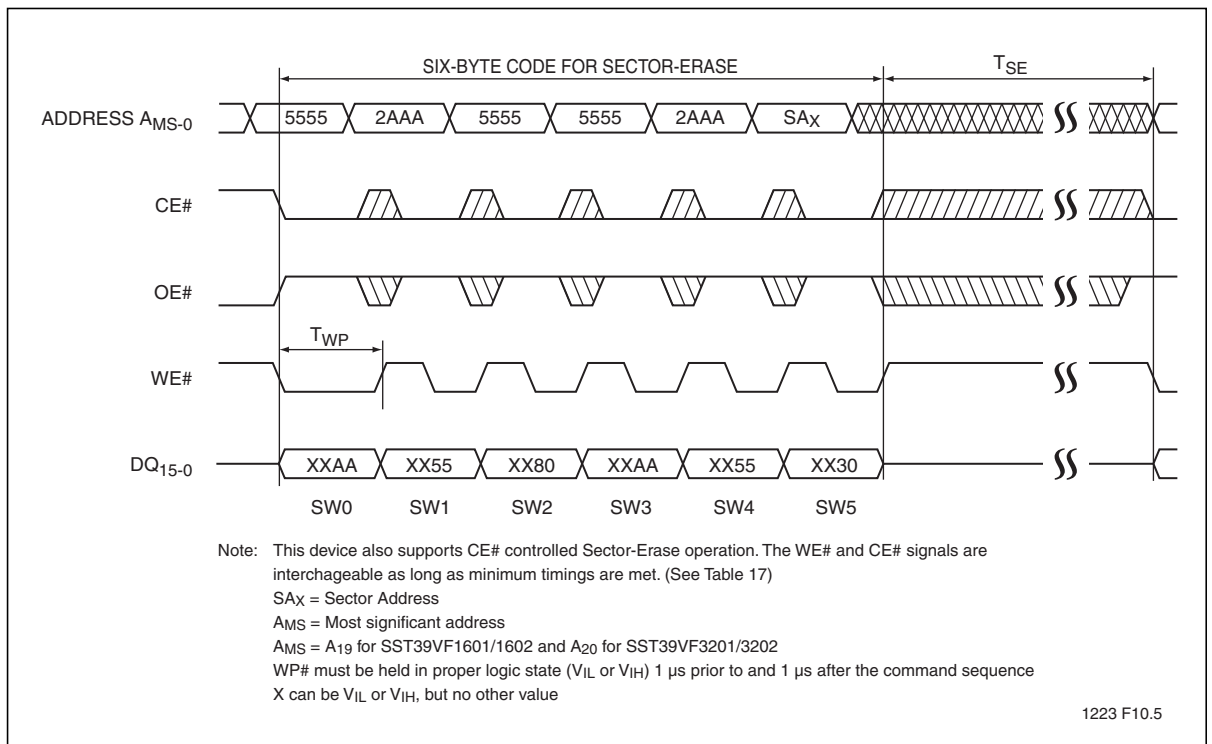 SIX-BYTE CODE FOR SECTOR-ERASE
TSE
ADDRESS AMS-0
5555 2AAA 5555 5555 2AAA SAX
CE#
OE#
TWP
WE#
DQ15-0
XXAA XX55 XX80 XXAA XX55 XX30
SW0 SW1 SW2 SW3 SW4 SW5
Note: This device also supports CE# controlled Sector-Erase operation. The WE# and CE# signals are
interchageable as long as minimum timings are met. (See Table 17)
SAX = Sector Address
AMS = Most significant address
AMS = A19 for SST39VF1601/1602 and A20 for SST39VF3201/3202
WP# must be held in proper logic state (VIL or VIH) 1 µs prior to and 1 µs after the command sequence
X can be VIL or VIH, but no other value
1223 F10.5